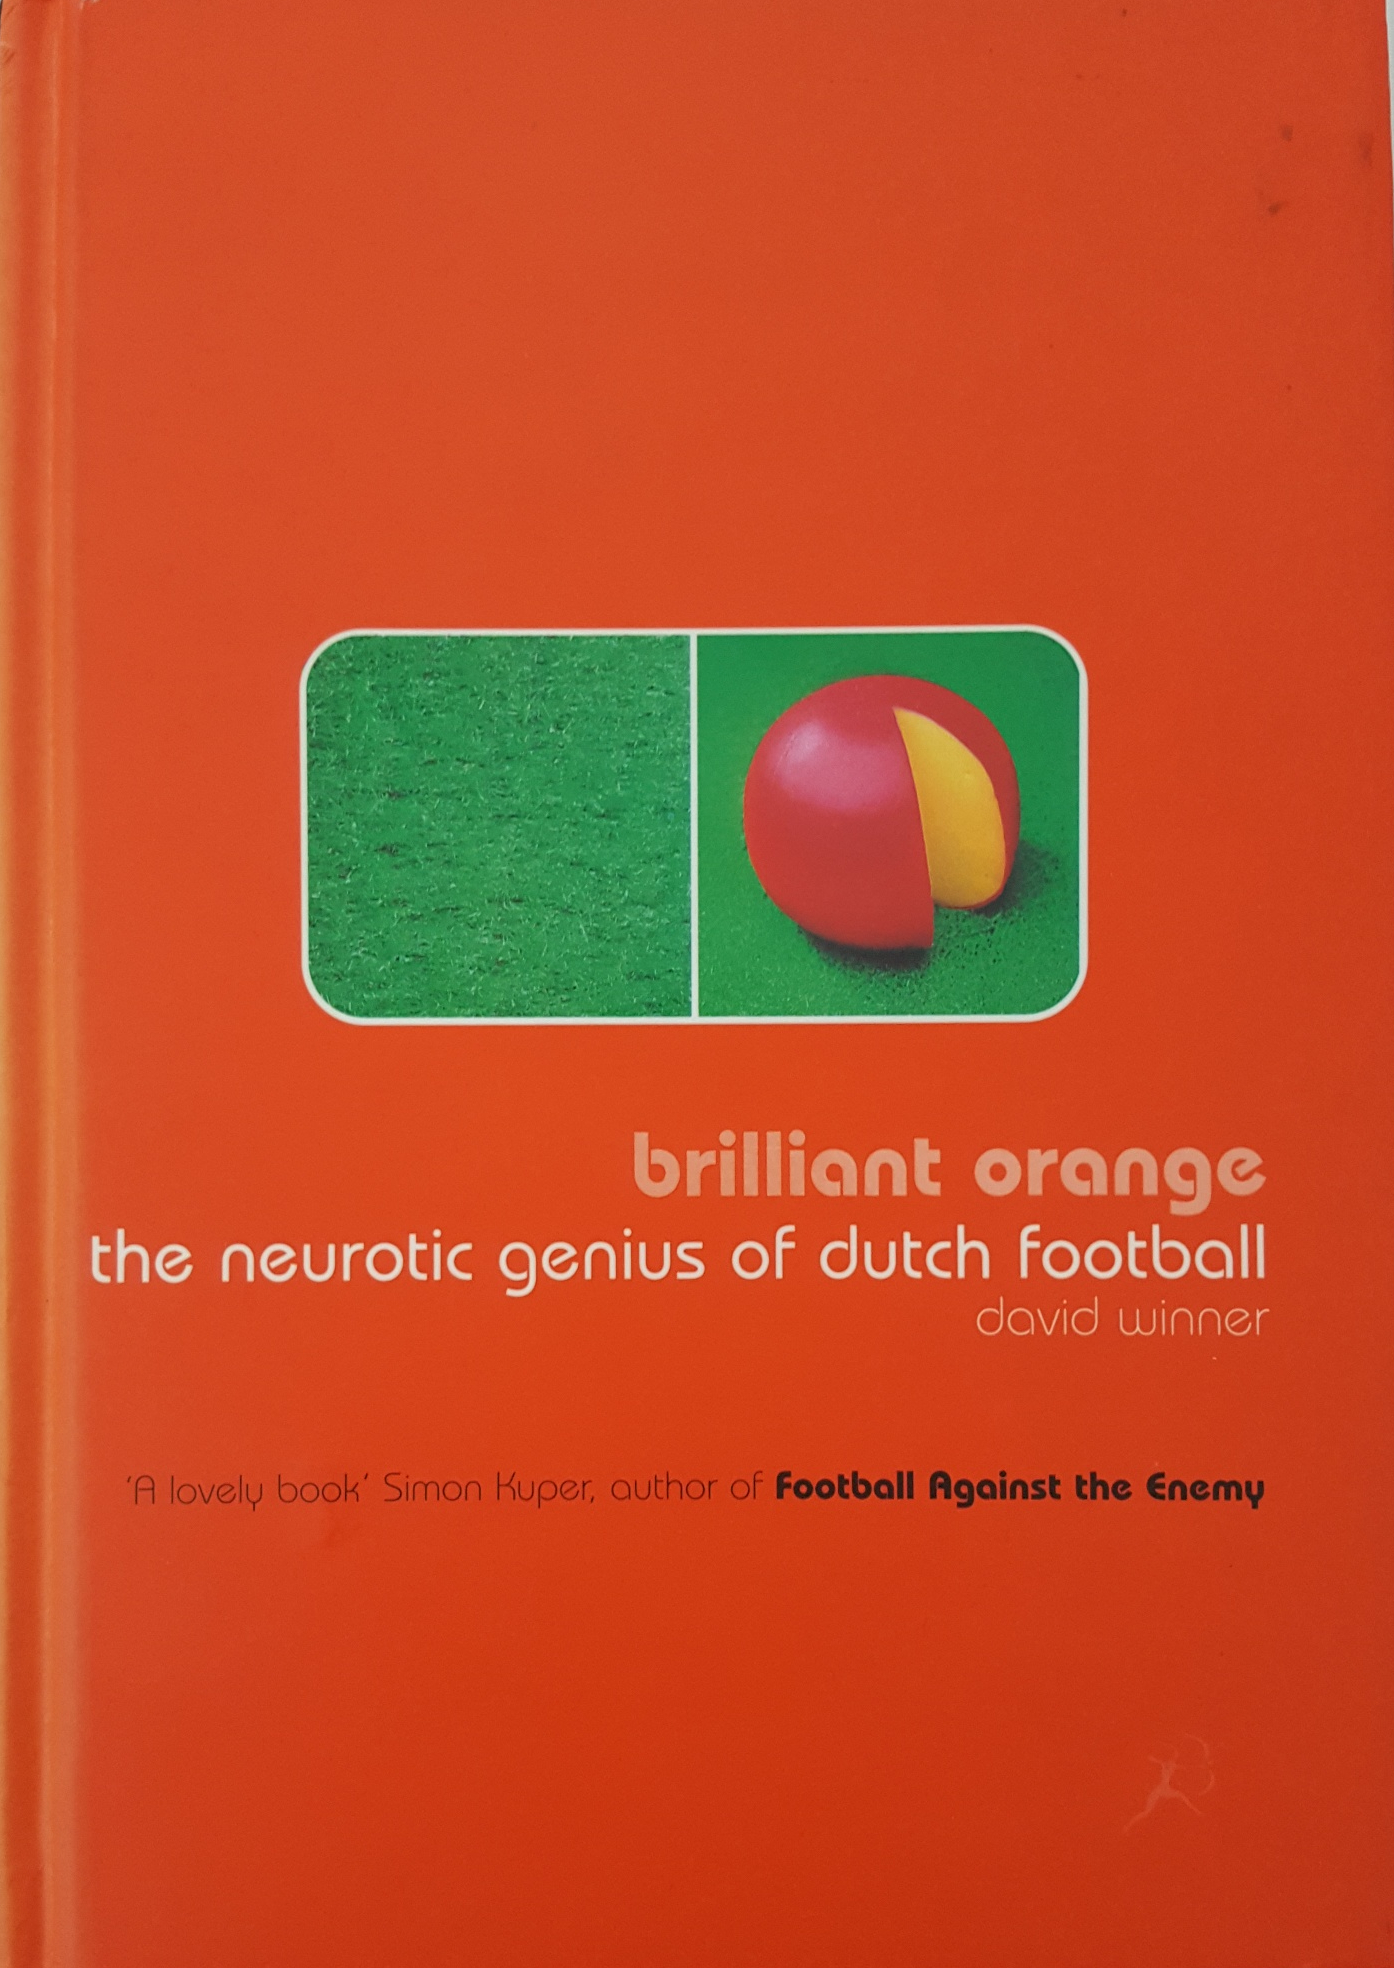 brilliant orange
the neurotic genius of dutch football
david winner
‘A lovely book’ Simon Kuper, author of Football Against the Enemy